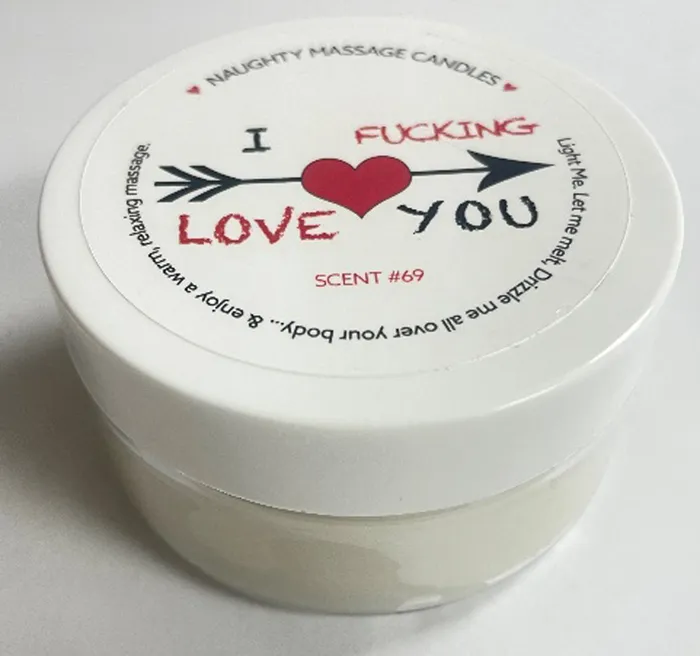 NAUGHTY MASSAGE CANDLES
I FUCKING
LOVE YOU
SCENT #69
Light Me. Let me melt, Drizzle me all over your body... & enjoy a warm, relaxing massage.